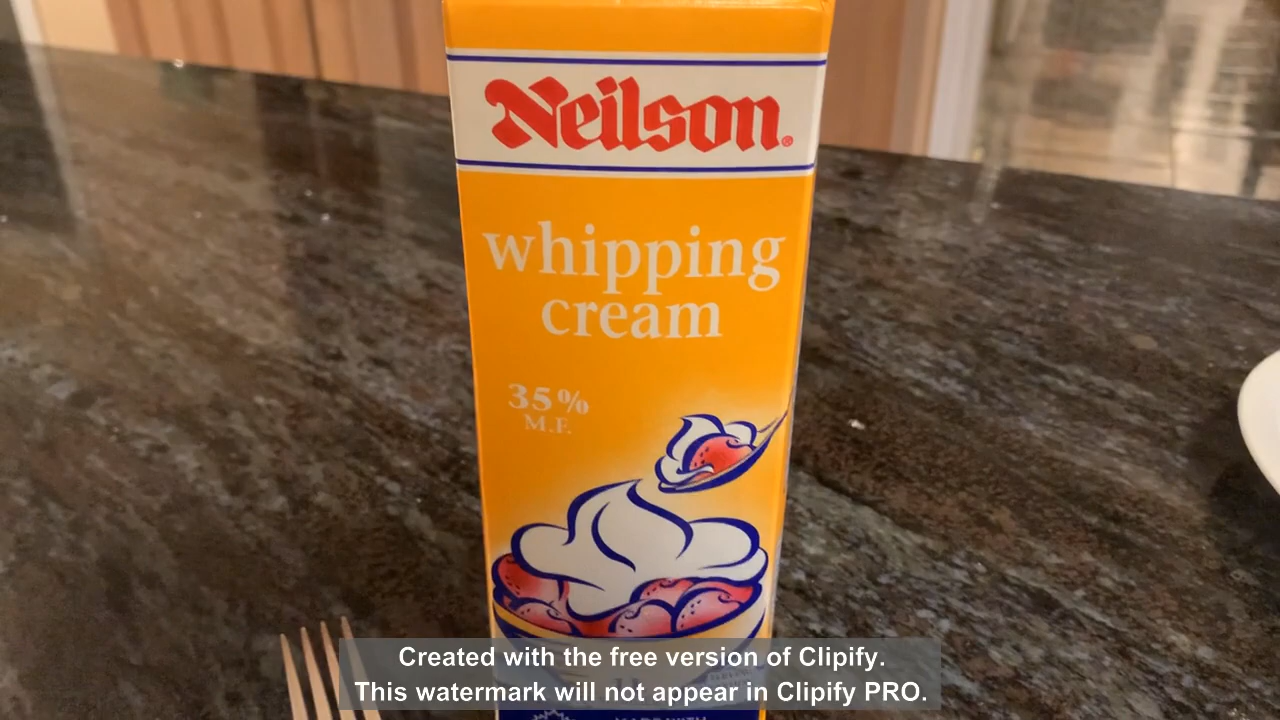 Neilson®
whipping
cream
35%
M.F.
Created with the free version of Clipify.
This watermark will not appear in Clipify PRO.